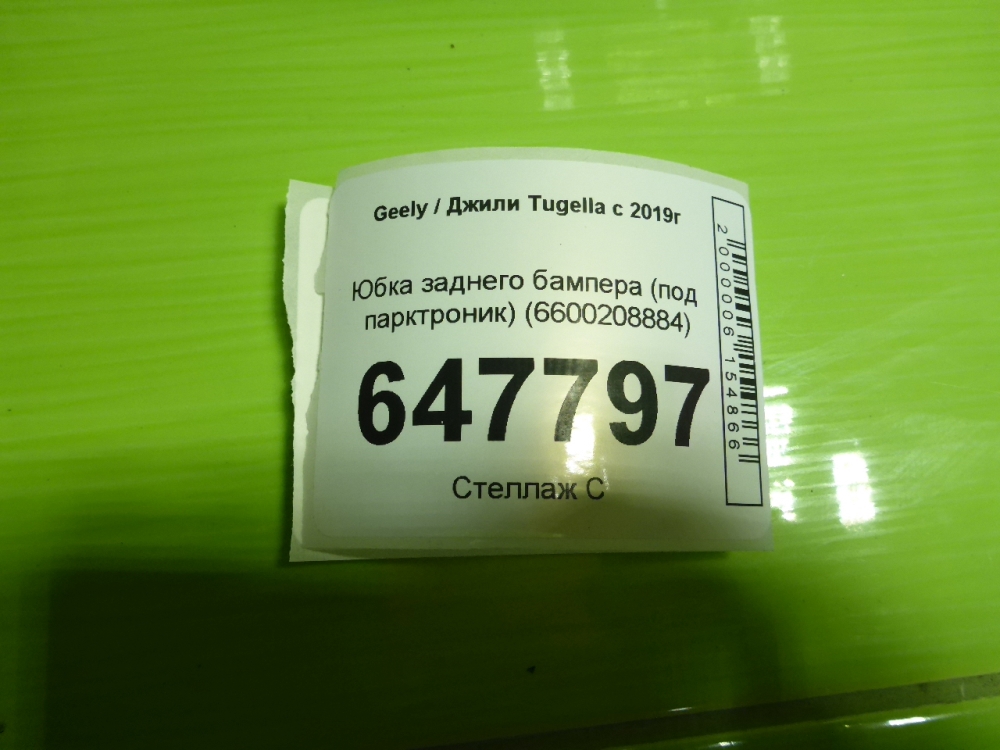 Geely / Джили Tugella с 2019г
Юбка заднего бампера (под
парктроник) (6600208884)
647797
Стеллаж С
2000006154866